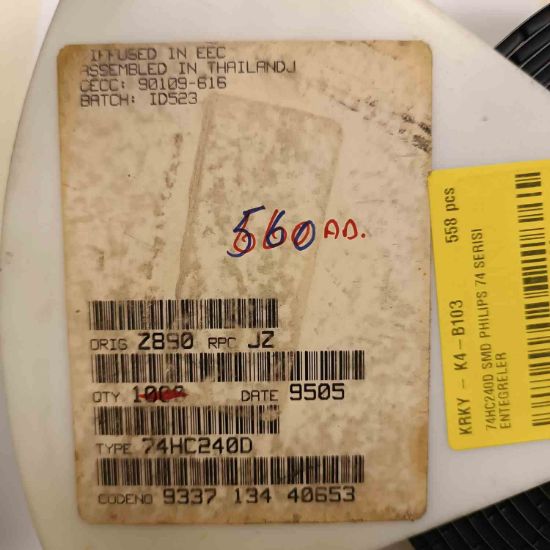 DIFFUSED IN EEC
ASSEMBLED IN THAILANDJ
CECC: 90109-616
BATCH: ID523
560 AD.
ORIG Z890 RPC JZ
QTY 1000 DATE 9505
TYPE 74HC240D
CODENO 9337 134 40653
KRKY - K4-B103 558 pcs
74HC240D SMD PHILIPS 74 SERISI
ENTEGRELER